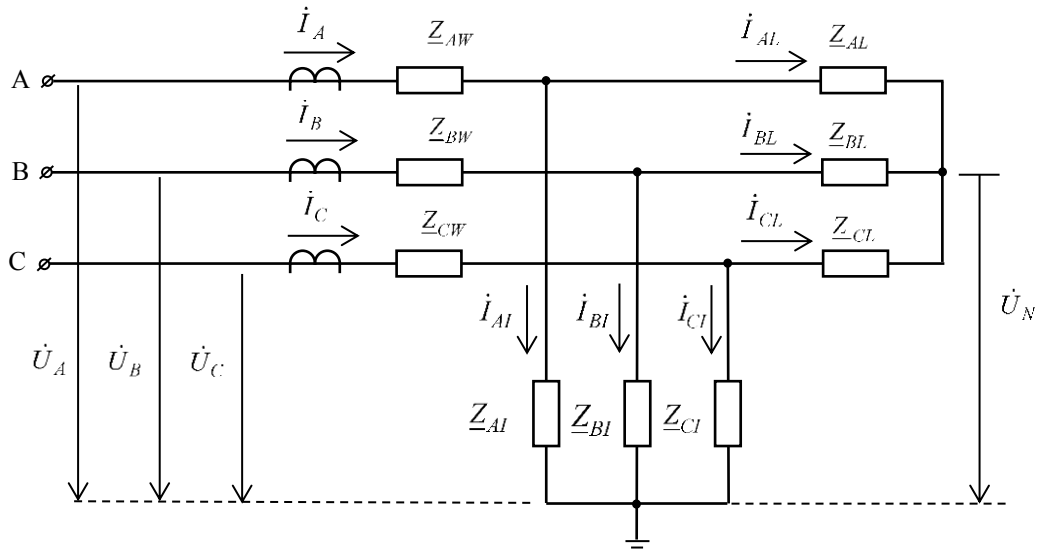 İ_A Z_AW İ_AL Z_AL
A
İ_B Z_BW İ_BL Z_BL
B
İ_C Z_CW İ_CL Z_CL
C
İ_AI İ_BI İ_CI U̇_N
U̇_A U̇_B U̇_C
Z_AI Z_BI Z_CI